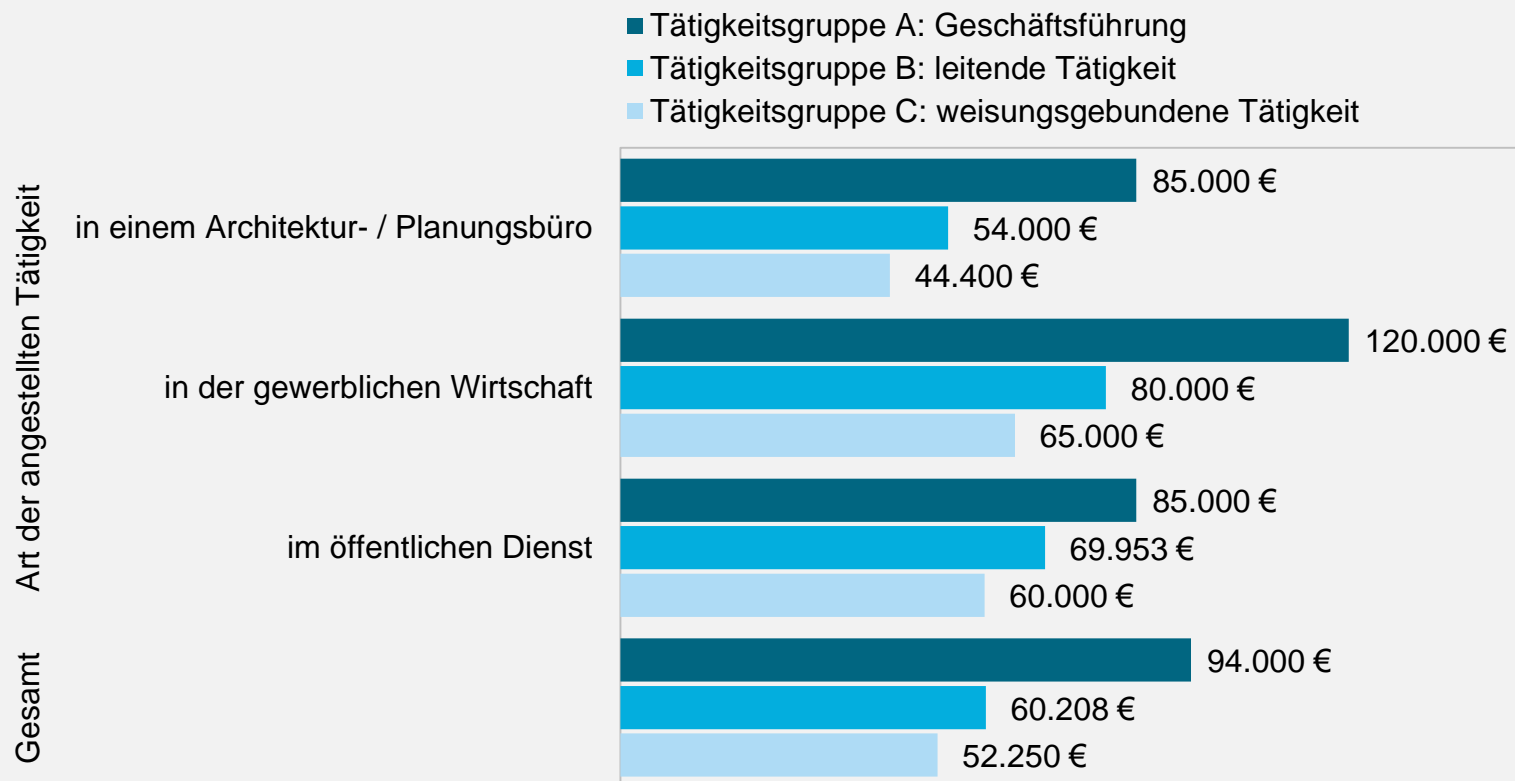 Tätigkeitsgruppe A: Geschäftsführung
Tätigkeitsgruppe B: leitende Tätigkeit
Tätigkeitsgruppe C: weisungsgebundene Tätigkeit
Art der angestellten Tätigkeit
in einem Architektur- / Planungsbüro
85.000 €
54.000 €
44.400 €
in der gewerblichen Wirtschaft
120.000 €
80.000 €
65.000 €
im öffentlichen Dienst
85.000 €
69.953 €
60.000 €
Gesamt
94.000 €
60.208 €
52.250 €